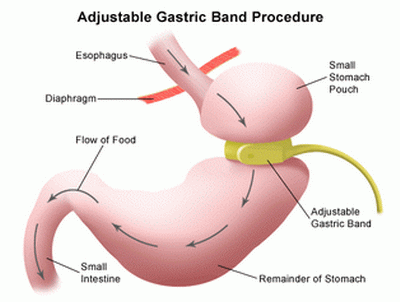 Adjustable Gastric Band Procedure
Esophagus
Small
Stomach
Pouch
Diaphragm
Flow of Food
Adjustable
Gastric Band
Small
Intestine
Remainder of Stomach